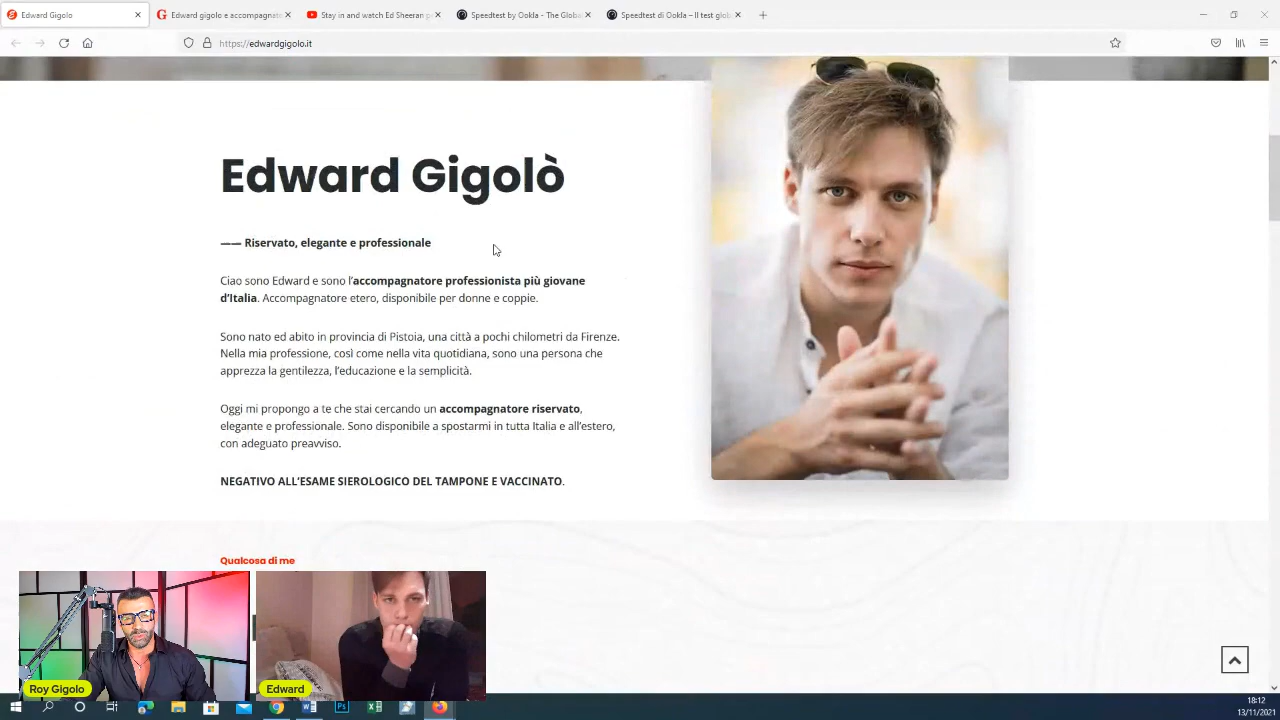 Edward Gigolo
Edward gigolo e accompagnato
Stay in and watch Ed Sheeran p
Speedtest by Ookla - The Globa
Speedtest di Ookla – Il test glob
https://edwardgigolo.it
Edward Gigolò
—— Riservato, elegante e professionale
Ciao sono Edward e sono l’accompagnatore professionista più giovane
d’Italia. Accompagnatore etero, disponibile per donne e coppie.
Sono nato ed abito in provincia di Pistoia, una città a pochi chilometri da Firenze.
Nella mia professione, così come nella vita quotidiana, sono una persona che
apprezza la gentilezza, l’educazione e la semplicità.
Oggi mi propongo a te che stai cercando un accompagnatore riservato,
elegante e professionale. Sono disponibile a spostarmi in tutta Italia e all’estero,
con adeguato preavviso.
NEGATIVO ALL’ESAME SIEROLOGICO DEL TAMPONE E VACCINATO.
Qualcosa di me
Roy Gigolo
Edward
18:12
13/11/2021